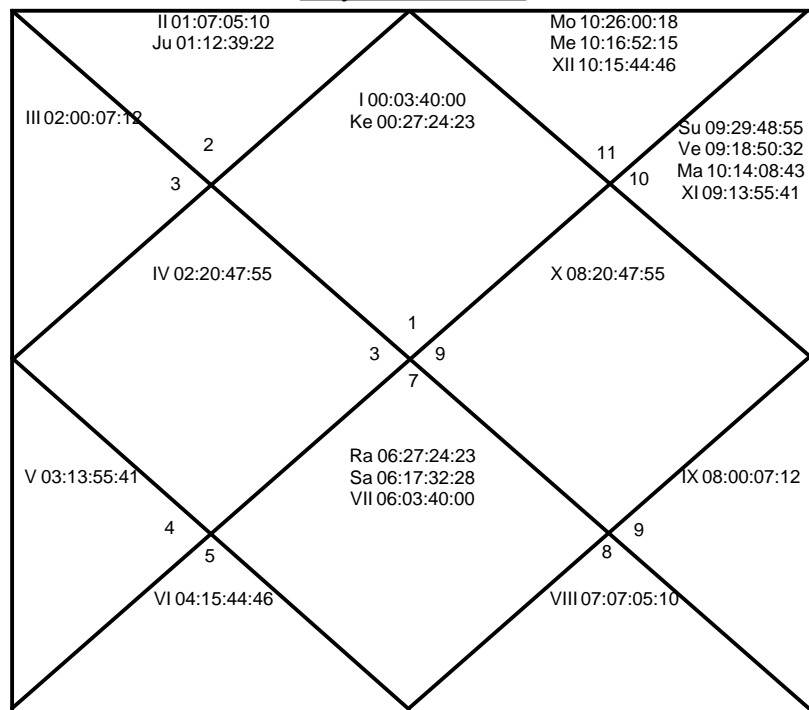 II 01:07:05:10
Ju 01:12:39:22
Mo 10:26:00:18
Me 10:16:52:15
XII 10:15:44:46
I 00:03:40:00
Ke 00:27:24:23
III 02:00:07:12
Su 09:29:48:55
Ve 09:18:50:32
Ma 10:14:08:43
XI 09:13:55:41
2
11
3
10
IV 02:20:47:55
X 08:20:47:55
1
3
9
7
Ra 06:27:24:23
Sa 06:17:32:28
VII 06:03:40:00
V 03:13:55:41
IX 08:00:07:12
4
9
5
8
VI 04:15:44:46
VIII 07:07:05:10